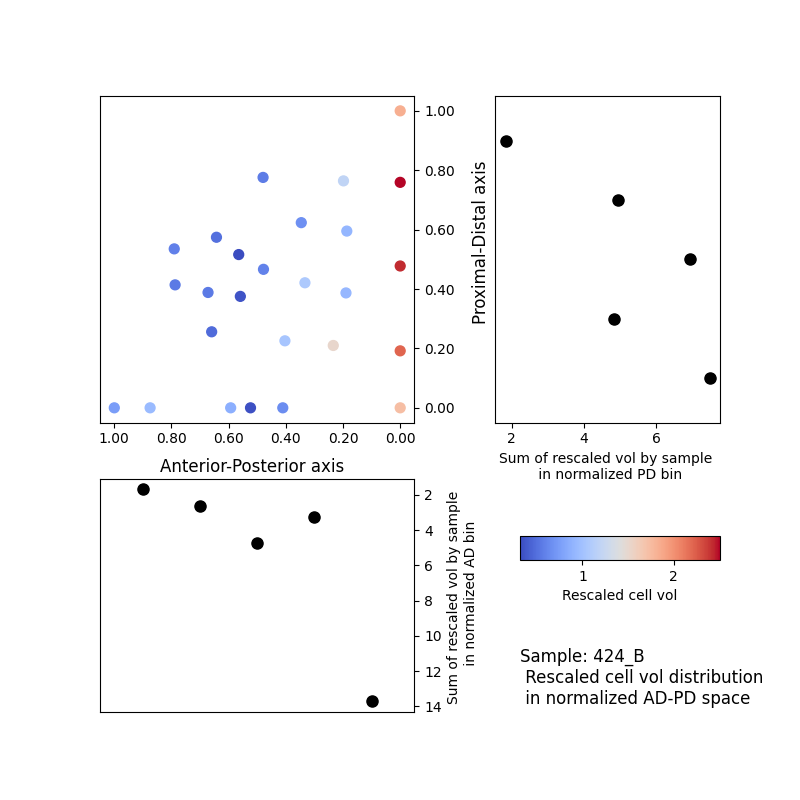 1.00
0.80
0.60
0.40
0.20
0.00
Proximal-Distal axis
1.00 0.80 0.60 0.40 0.20 0.00
Anterior-Posterior axis
2 4 6
Sum of rescaled vol by sample
in normalized PD bin
2
4
6
8
10
12
14
Sum of rescaled vol by sample
in normalized AD bin
1 2
Rescaled cell vol
Sample: 424_B
Rescaled cell vol distribution
in normalized AD-PD space